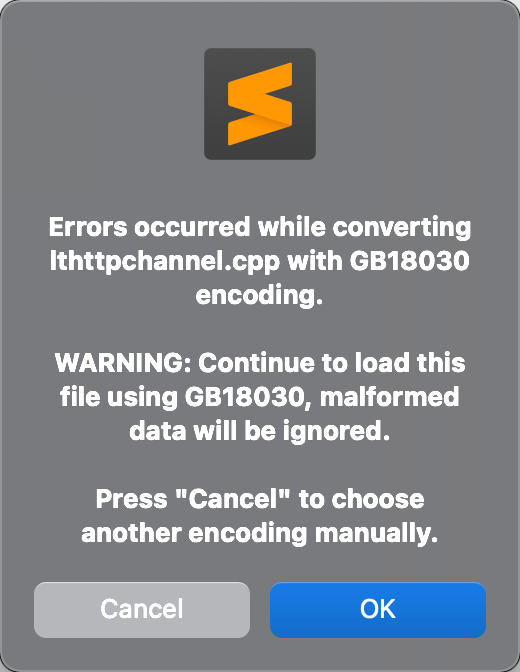 Errors occurred while converting
lthttpchannel.cpp with GB18030
encoding.
WARNING: Continue to load this
file using GB18030, malformed
data will be ignored.
Press "Cancel" to choose
another encoding manually.
Cancel
OK